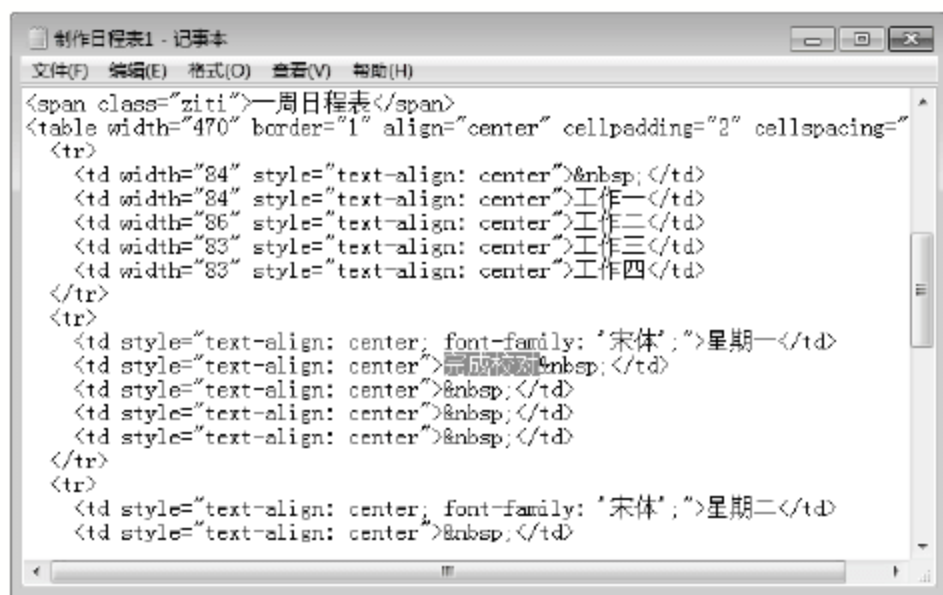 制作日程表1 - 记事本
文件(F) 编辑(E) 格式(O) 查看(V) 帮助(H)
<span class="ziti">一周日程表</span>
<table width="470" border="1" align="center" cellpadding="2" cellspacing="
  <tr>
    <td width="84" style="text-align: center">&nbsp;</td>
    <td width="84" style="text-align: center">工作一</td>
    <td width="86" style="text-align: center">工作二</td>
    <td width="83" style="text-align: center">工作三</td>
    <td width="83" style="text-align: center">工作四</td>
  </tr>
  <tr>
    <td style="text-align: center; font-family: '宋体';">星期一</td>
    <td style="text-align: center">完成校对&nbsp;</td>
    <td style="text-align: center">&nbsp;</td>
    <td style="text-align: center">&nbsp;</td>
    <td style="text-align: center">&nbsp;</td>
  </tr>
  <tr>
    <td style="text-align: center; font-family: '宋体';">星期二</td>
    <td style="text-align: center">&nbsp;</td>